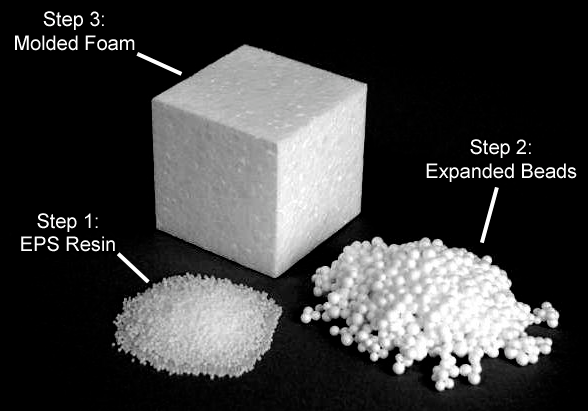 Step 3:
Molded Foam
Step 2:
Expanded Beads
Step 1:
EPS Resin